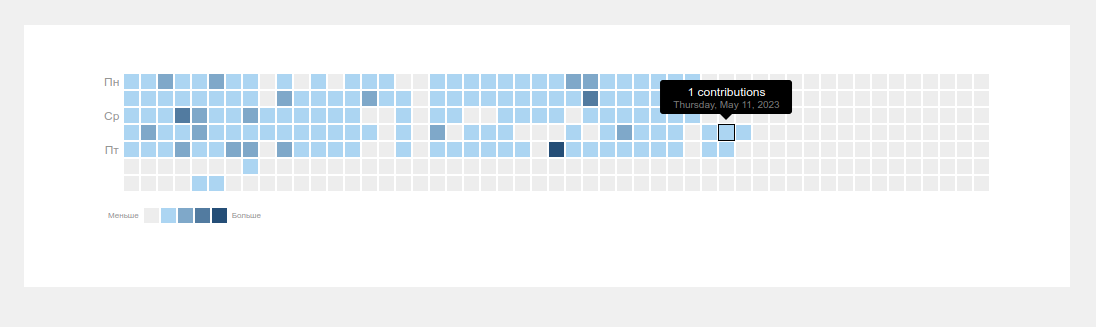 Пн
1 contributions
Thursday, May 11, 2023
Ср
Пт
Меньше
Больше